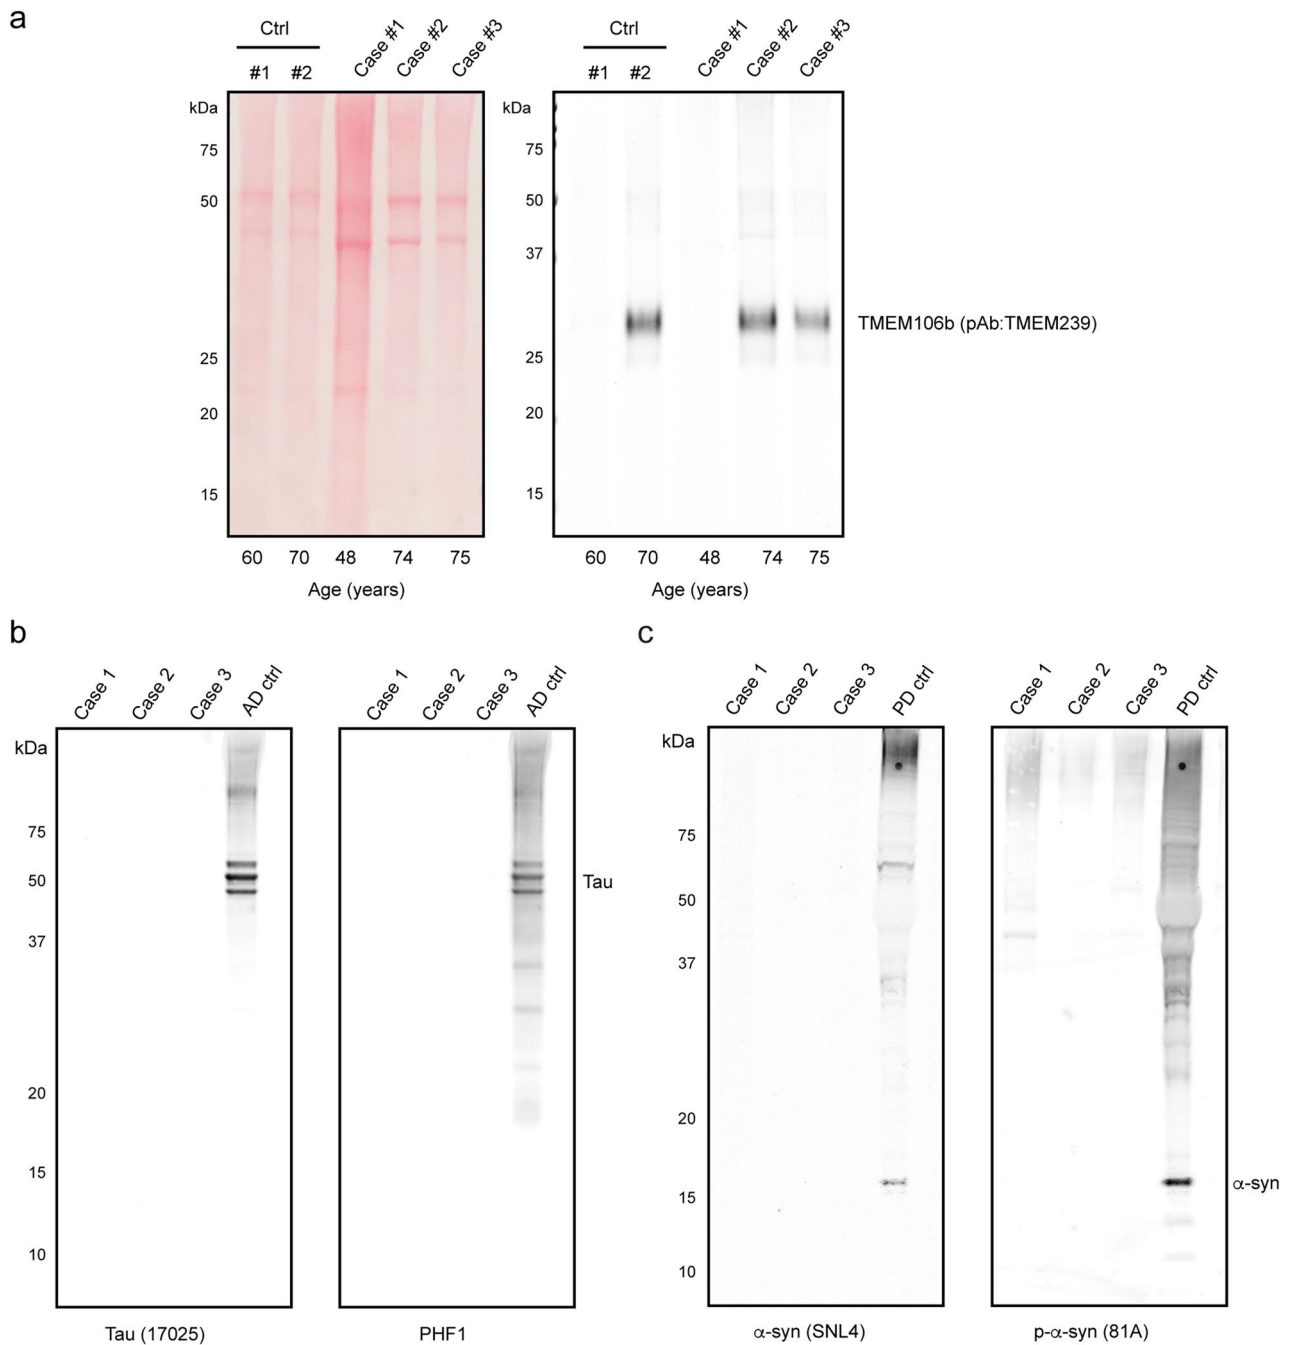 a
Ctrl
#1 #2 Case #1 Case #2 Case #3
kDa
75
50
25
20
15
60 70 48 74 75
Age (years)
Ctrl
#1 #2 Case #1 Case #2 Case #3
kDa
75
50
37
25
20
15
TMEM106b (pAb:TMEM239)
60 70 48 74 75
Age (years)
b
Case 1 Case 2 Case 3 AD ctrl
kDa
75
50
37
20
15
10
Tau (17025)
Case 1 Case 2 Case 3 AD ctrl
Tau
PHF1
c
Case 1 Case 2 Case 3 PD ctrl
kDa
75
50
37
20
15
10
α-syn (SNL4)
Case 1 Case 2 Case 3 PD ctrl
α-syn
p-α-syn (81A)